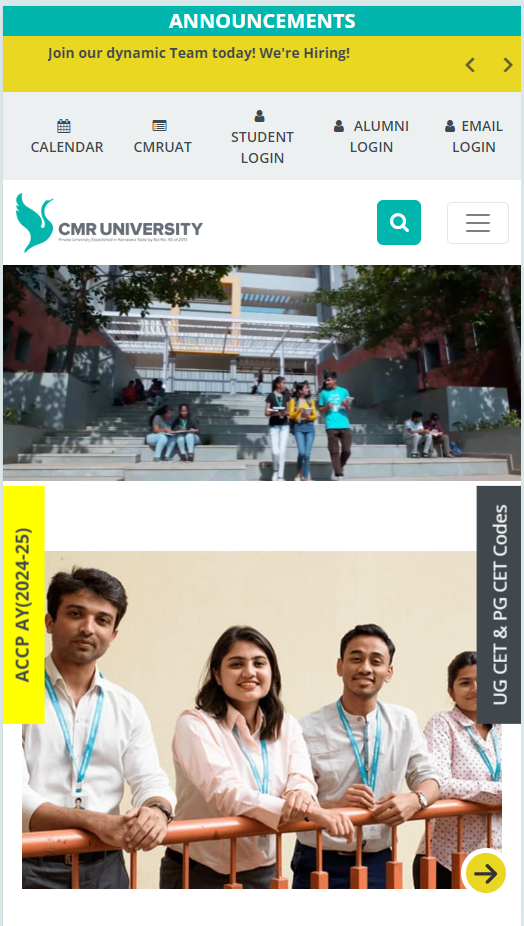 ANNOUNCEMENTS
Join our dynamic Team today! We're Hiring!
CALENDAR
CMRUAT
STUDENT
LOGIN
ALUMNI
LOGIN
EMAIL
LOGIN
CMR UNIVERSITY
Private University Established in Karnataka State by Act No. 45 of 2013
ACCP AY(2024-25)
UG CET & PG CET Codes